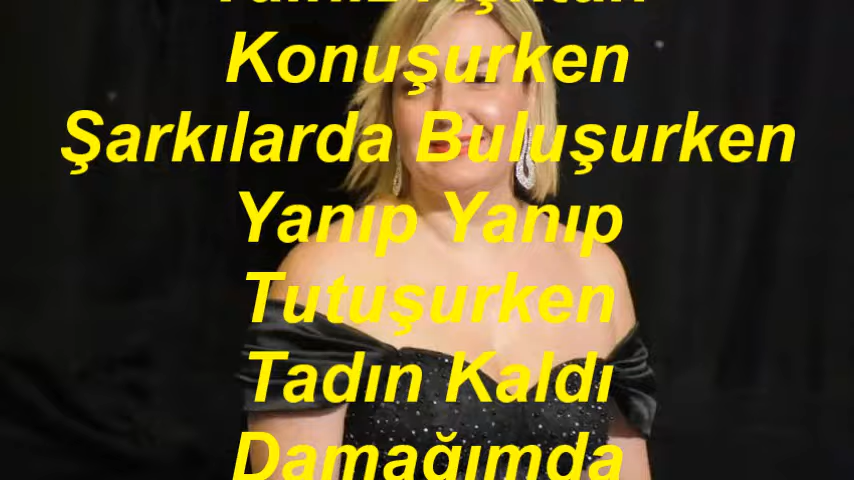 Konuşurken
Şarkılarda Buluşurken
Yanıp Yanıp
Tutuşurken
Tadın Kaldı
Damağımda